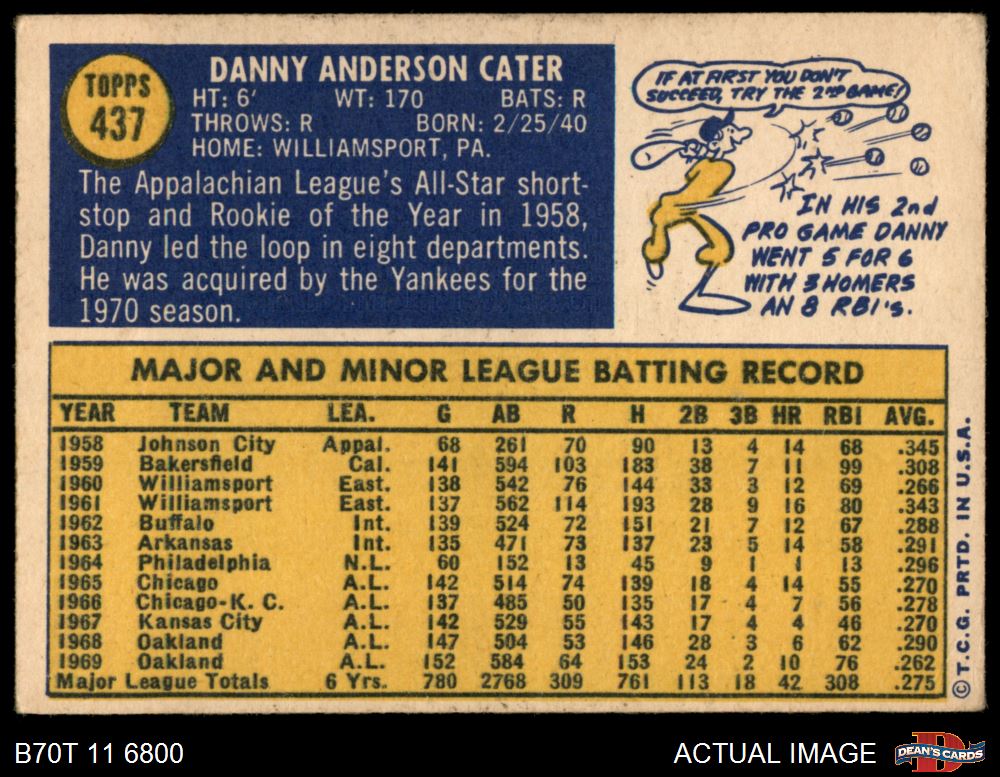 TOPPS
437
DANNY ANDERSON CATER
HT: 6' WT: 170 BATS: R
THROWS: R BORN: 2/25/40
HOME: WILLIAMSPORT, PA.
The Appalachian League's All-Star short-
stop and Rookie of the Year in 1958,
Danny led the loop in eight departments.
He was acquired by the Yankees for the
1970 season.
IF AT FIRST YOU DON'T
SUCCEED, TRY THE 2ND GAME!
IN HIS 2nd
PRO GAME DANNY
WENT 5 FOR 6
WITH 3 HOMERS
AN 8 RBI's.
MAJOR AND MINOR LEAGUE BATTING RECORD
YEAR TEAM LEA. G AB R H 2B 3B HR RBI AVG.
1958 Johnson City Appal. 68 261 70 90 13 4 14 68 .345
1959 Bakersfield Cal. 141 594 103 183 38 7 11 99 .308
1960 Williamsport East. 138 542 76 144 33 3 12 69 .266
1961 Williamsport East. 137 562 114 193 28 9 16 80 .343
1962 Buffalo Int. 139 524 72 151 21 7 12 67 .288
1963 Arkansas Int. 135 471 73 137 23 5 14 58 .291
1964 Philadelphia N.L. 60 152 13 45 9 1 1 13 .296
1965 Chicago A.L. 142 514 74 139 18 4 14 55 .270
1966 Chicago-K. C. A.L. 137 485 50 135 17 4 7 56 .278
1967 Kansas City A.L. 142 529 55 143 17 4 4 46 .270
1968 Oakland A.L. 147 504 53 146 28 3 6 62 .290
1969 Oakland A.L. 152 584 64 153 24 2 10 76 .262
Major League Totals 6 Yrs. 780 2768 309 761 113 18 42 308 .275
© T.C.G. PRTD. IN U.S.A.
B70T 11 6800
ACTUAL IMAGE
D
DEAN'S CARDS